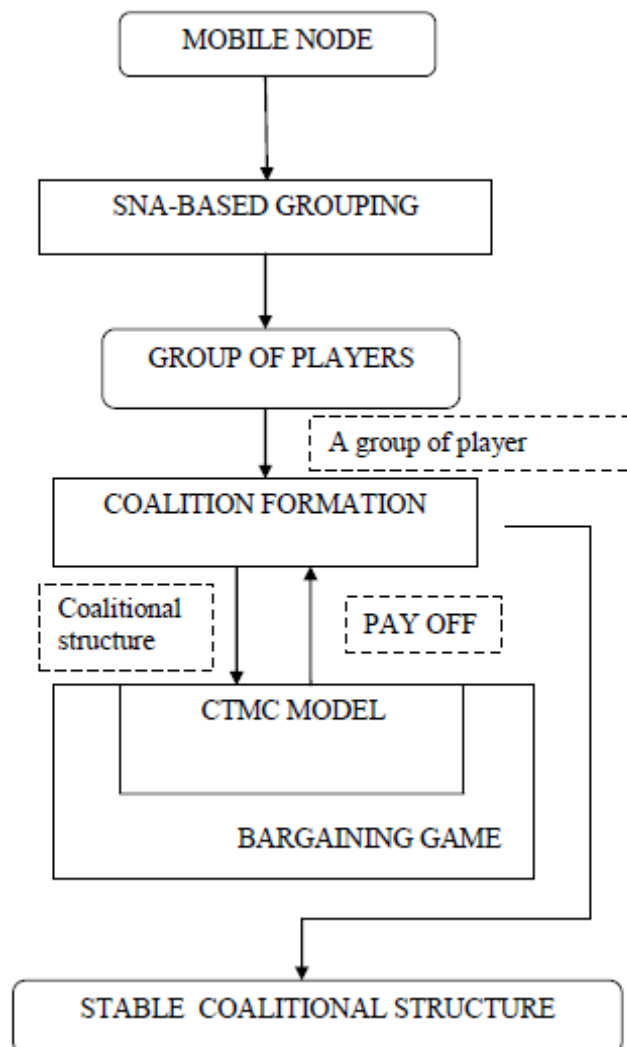 MOBILE NODE
SNA-BASED GROUPING
GROUP OF PLAYERS
A group of player
COALITION FORMATION
Coalitional
structure
PAY OFF
CTMC MODEL
BARGAINING GAME
STABLE COALITIONAL STRUCTURE